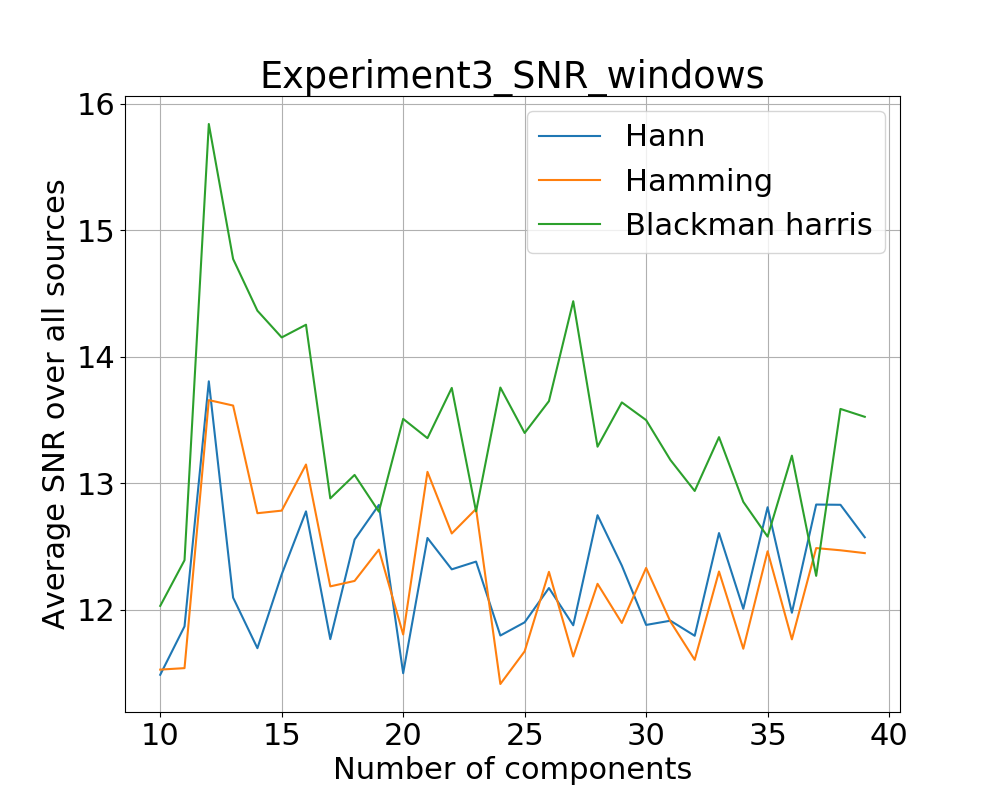 Experiment3_SNR_windows
Hann
Hamming
Blackman harris
Average SNR over all sources
16
15
14
13
12
10 15 20 25 30 35 40
Number of components